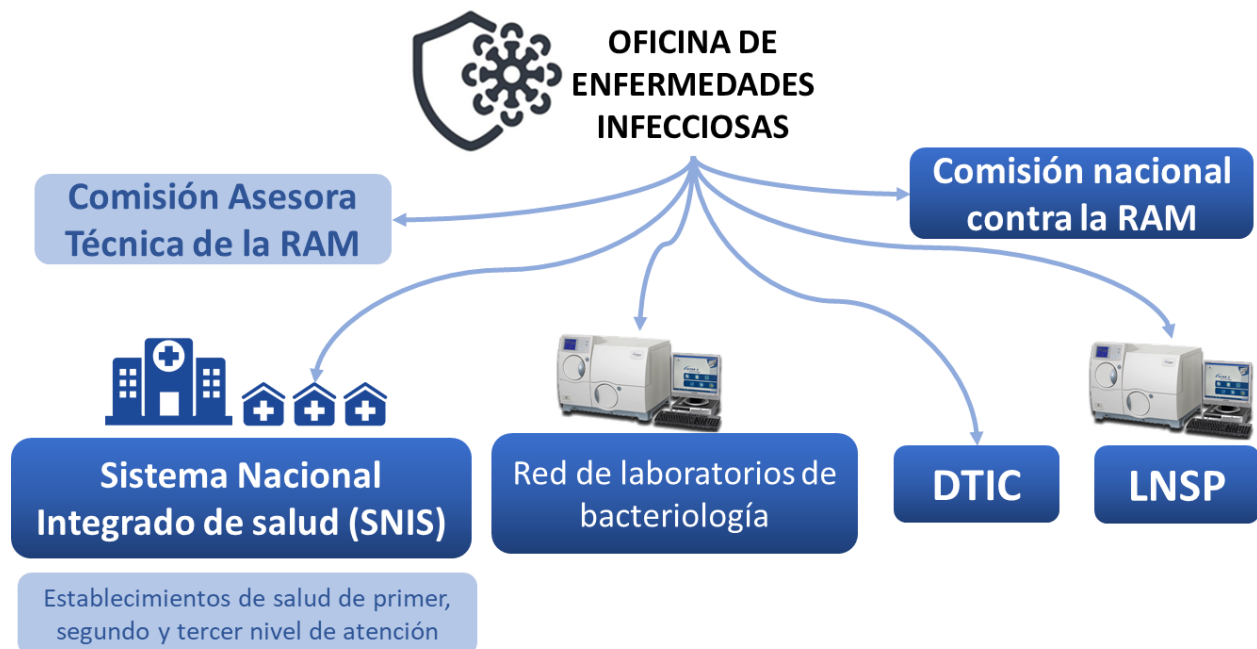 OFICINA DE
ENFERMEDADES
INFECCIOSAS
Comisión Asesora
Técnica de la RAM
Comisión nacional
contra la RAM
Sistema Nacional
Integrado de salud (SNIS)
Red de laboratorios de
bacteriología
DTIC
LNSP
Establecimientos de salud de primer,
segundo y tercer nivel de atención